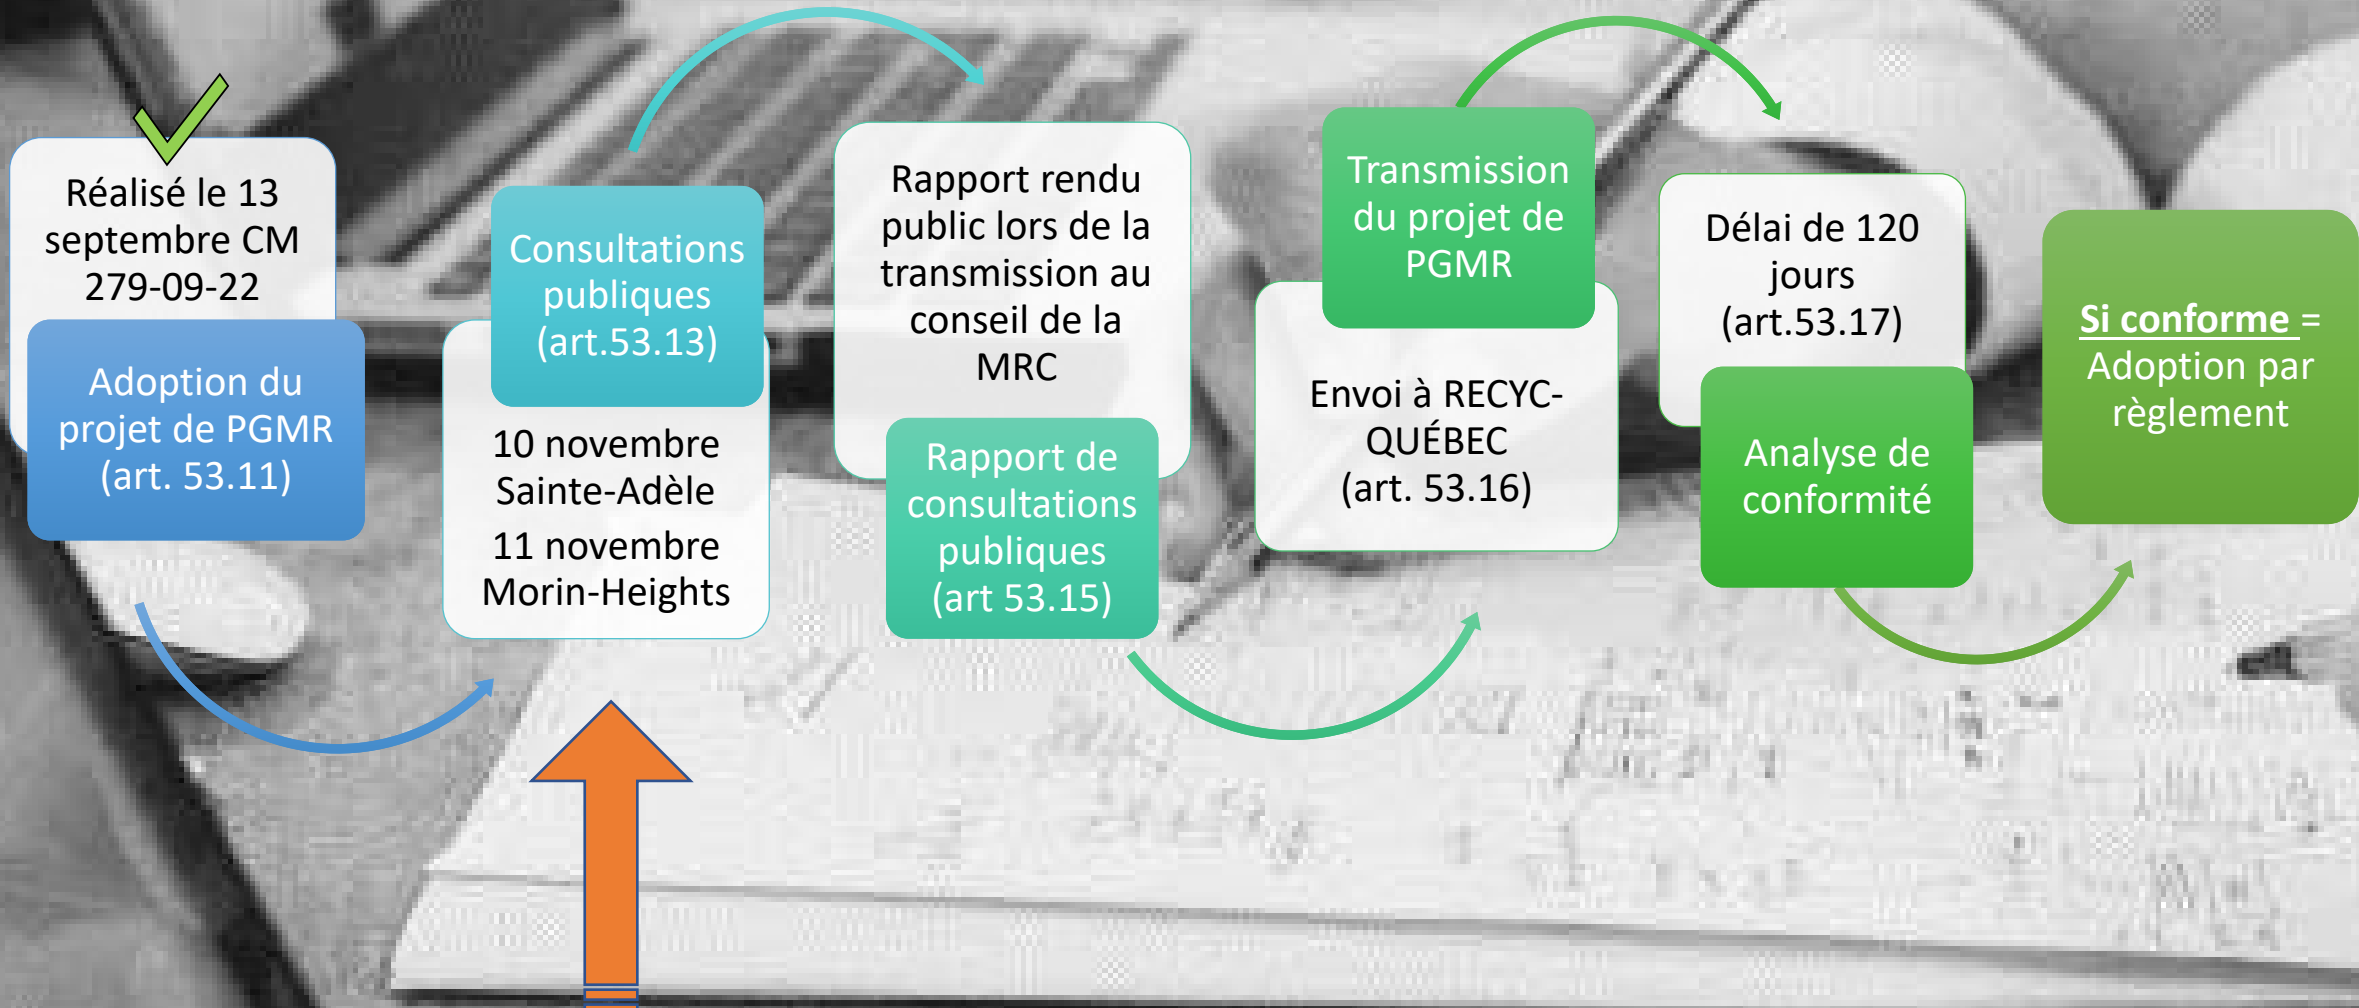 Réalisé le 13
septembre CM
279-09-22
Adoption du
projet de PGMR
(art. 53.11)
Consultations
publiques
(art.53.13)
10 novembre
Sainte-Adèle
11 novembre
Morin-Heights
Rapport rendu
public lors de la
transmission au
conseil de la
MRC
Rapport de
consultations
publiques
(art 53.15)
Transmission
du projet de
PGMR
Envoi à RECYC-
QUÉBEC
(art. 53.16)
Délai de 120
jours
(art.53.17)
Analyse de
conformité
Si conforme =
Adoption par
règlement